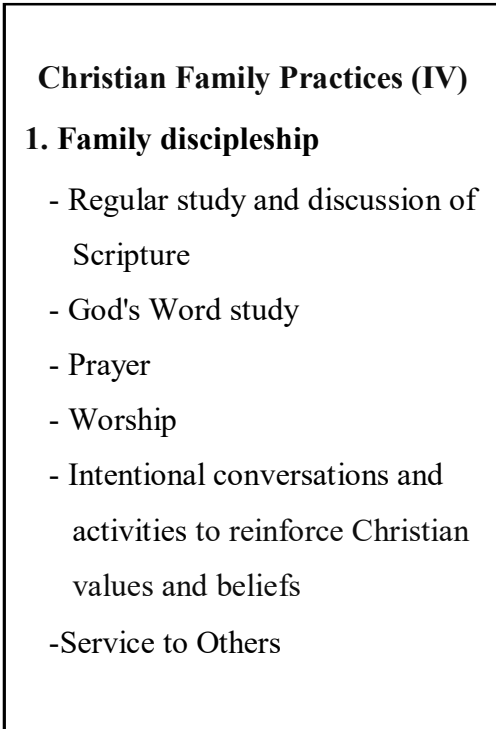 Christian Family Practices (IV)
1. Family discipleship
- Regular study and discussion of
Scripture
- God's Word study
- Prayer
- Worship
- Intentional conversations and
activities to reinforce Christian
values and beliefs
-Service to Others